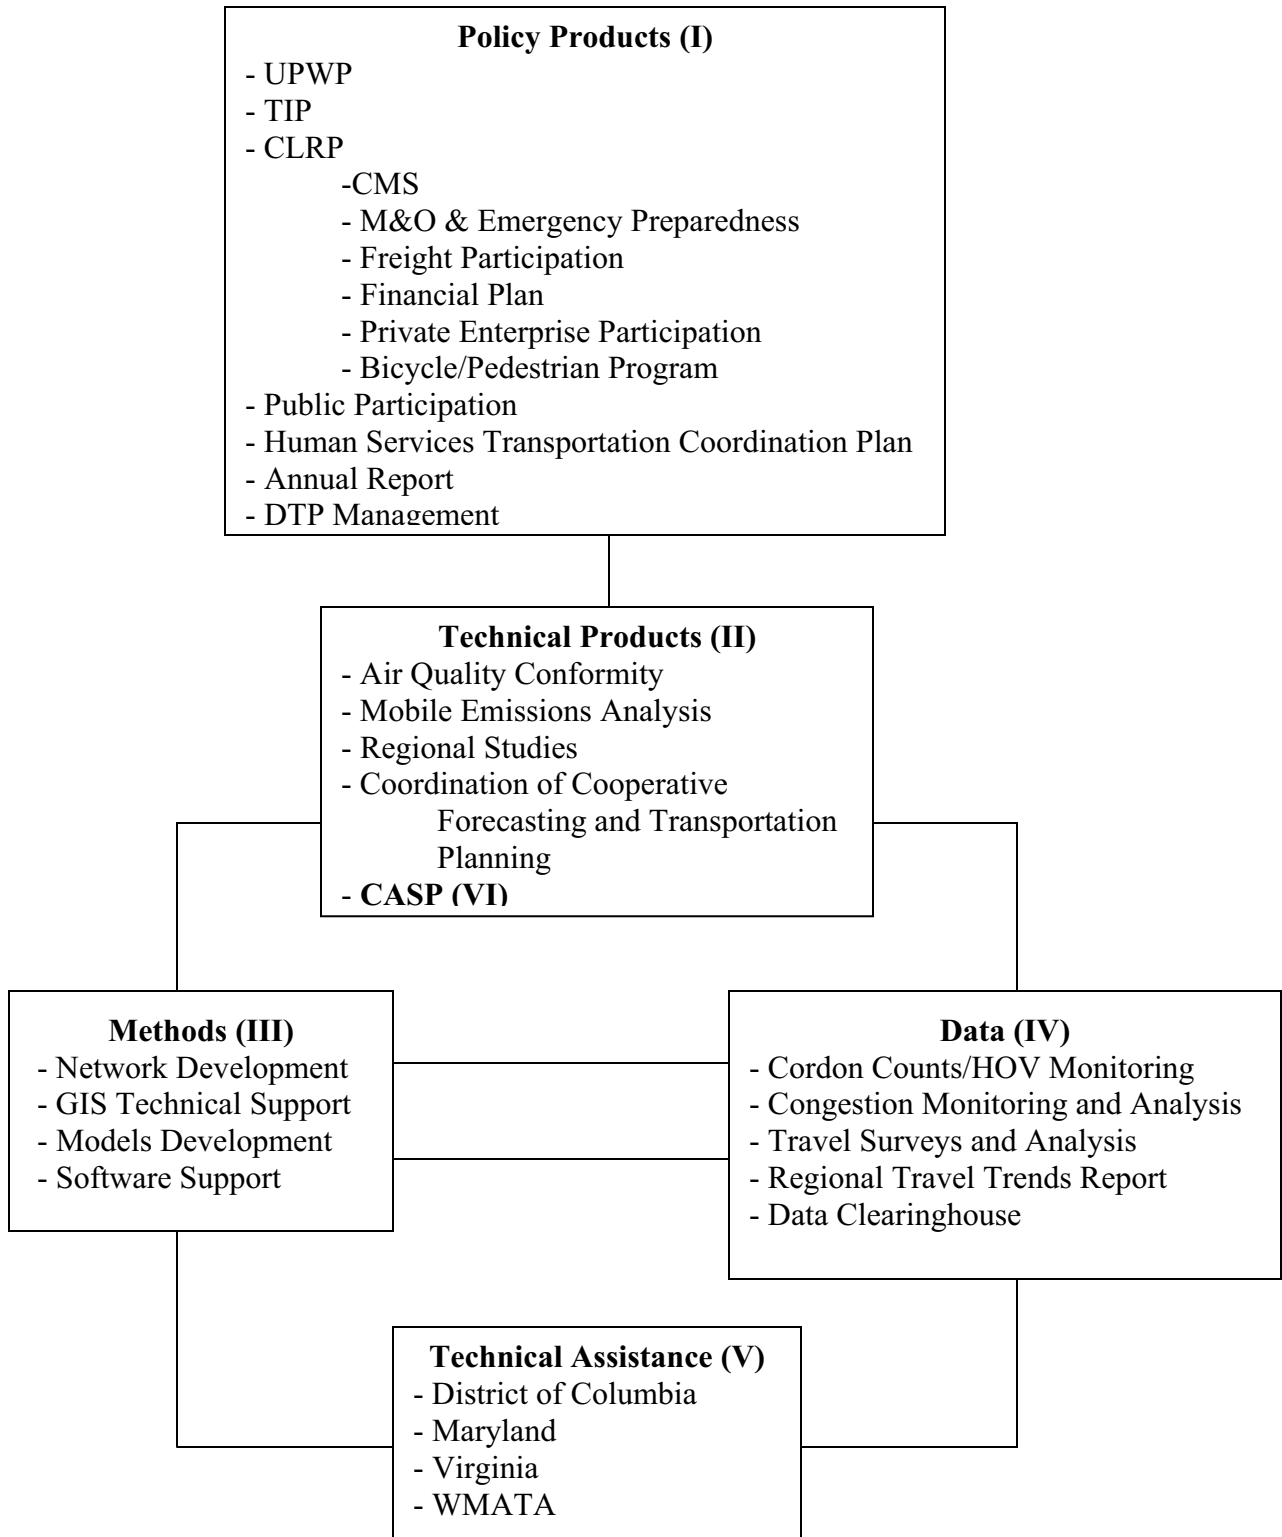 Policy Products (I)
- UPWP
- TIP
- CLRP
-CMS
- M&O & Emergency Preparedness
- Freight Participation
- Financial Plan
- Private Enterprise Participation
- Bicycle/Pedestrian Program
- Public Participation
- Human Services Transportation Coordination Plan
- Annual Report
- DTP Management
Technical Products (II)
- Air Quality Conformity
- Mobile Emissions Analysis
- Regional Studies
- Coordination of Cooperative
Forecasting and Transportation
Planning
- CASP (VI)
Methods (III)
- Network Development
- GIS Technical Support
- Models Development
- Software Support
Data (IV)
- Cordon Counts/HOV Monitoring
- Congestion Monitoring and Analysis
- Travel Surveys and Analysis
- Regional Travel Trends Report
- Data Clearinghouse
Technical Assistance (V)
- District of Columbia
- Maryland
- Virginia
- WMATA